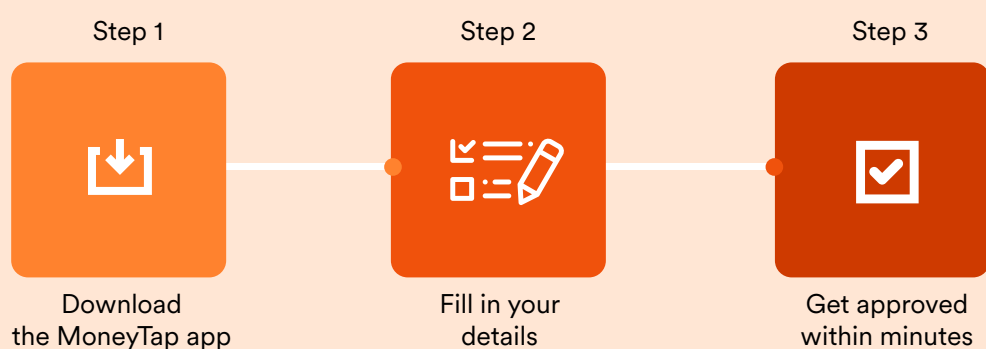 Step 1
Step 2
Step 3
Download
the MoneyTap app
Fill in your
details
Get approved
within minutes